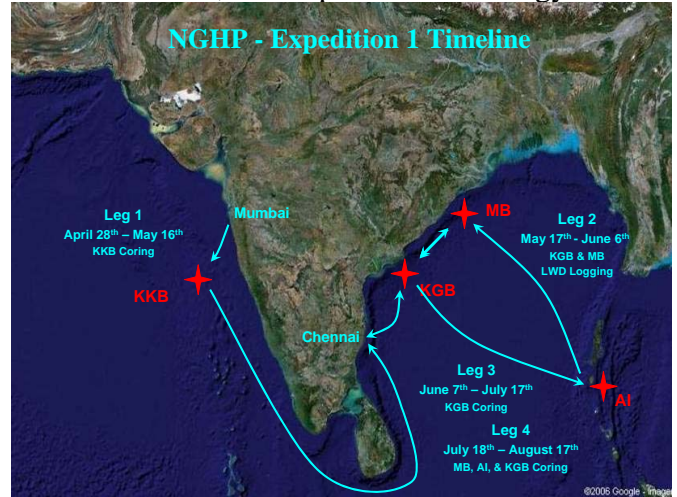 NGHP - Expedition 1 Timeline
Leg 1
April 28th – May 16th
KKB Coring
Mumbai
MB
Leg 2
May 17th - June 6th
KGB & MB
LWD Logging
KKB
KGB
Chennai
Leg 3
June 7th – July 17th
KGB Coring
AI
Leg 4
July 18th – August 17th
MB, AI, & KGB Coring
©2006 Google - Imager